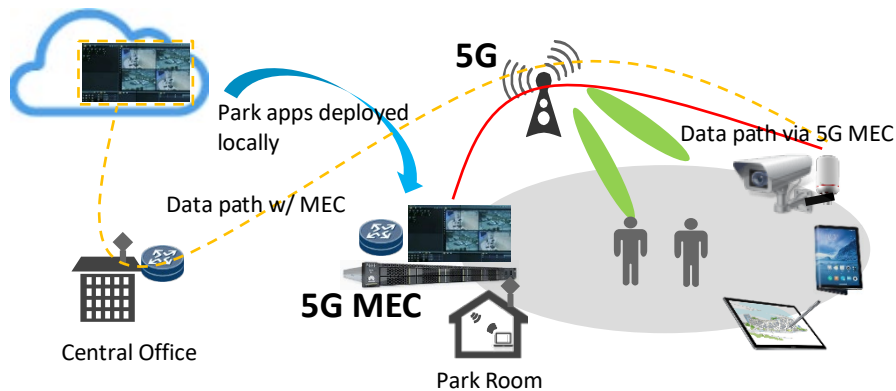 5G
Park apps deployed
locally
Data path via 5G MEC
Data path w/ MEC
5G MEC
Central Office
Park Room